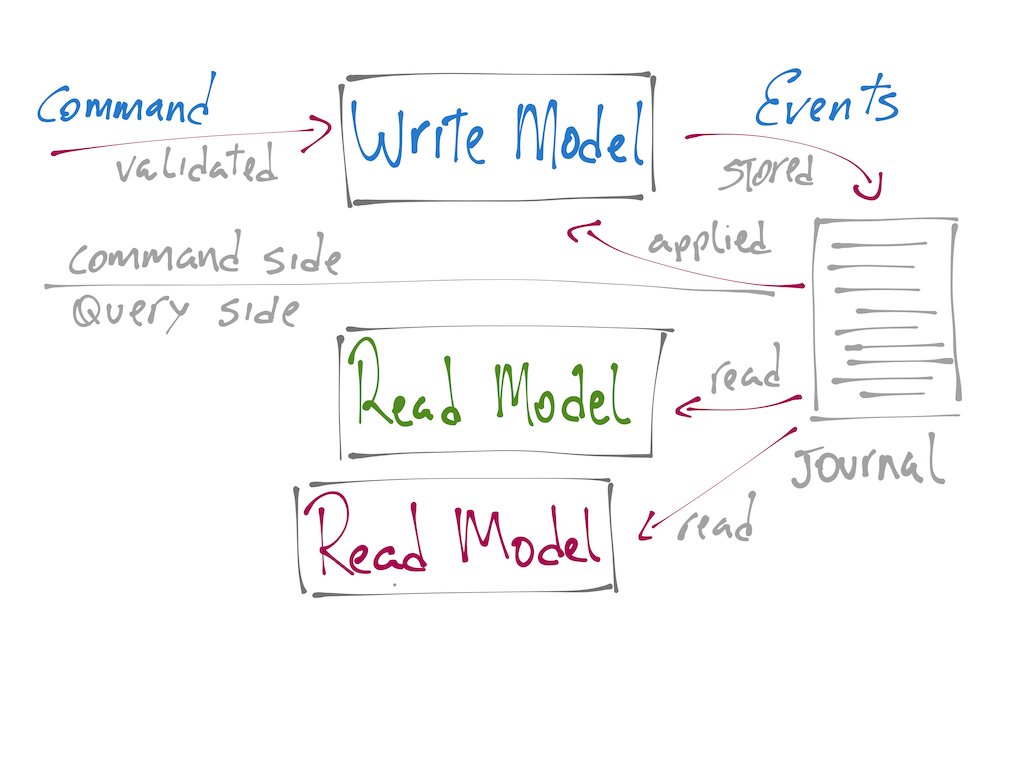 Command
validated
Write Model
Events
stored
applied
command side
Query side
Read Model
read
Journal
Read Model
read